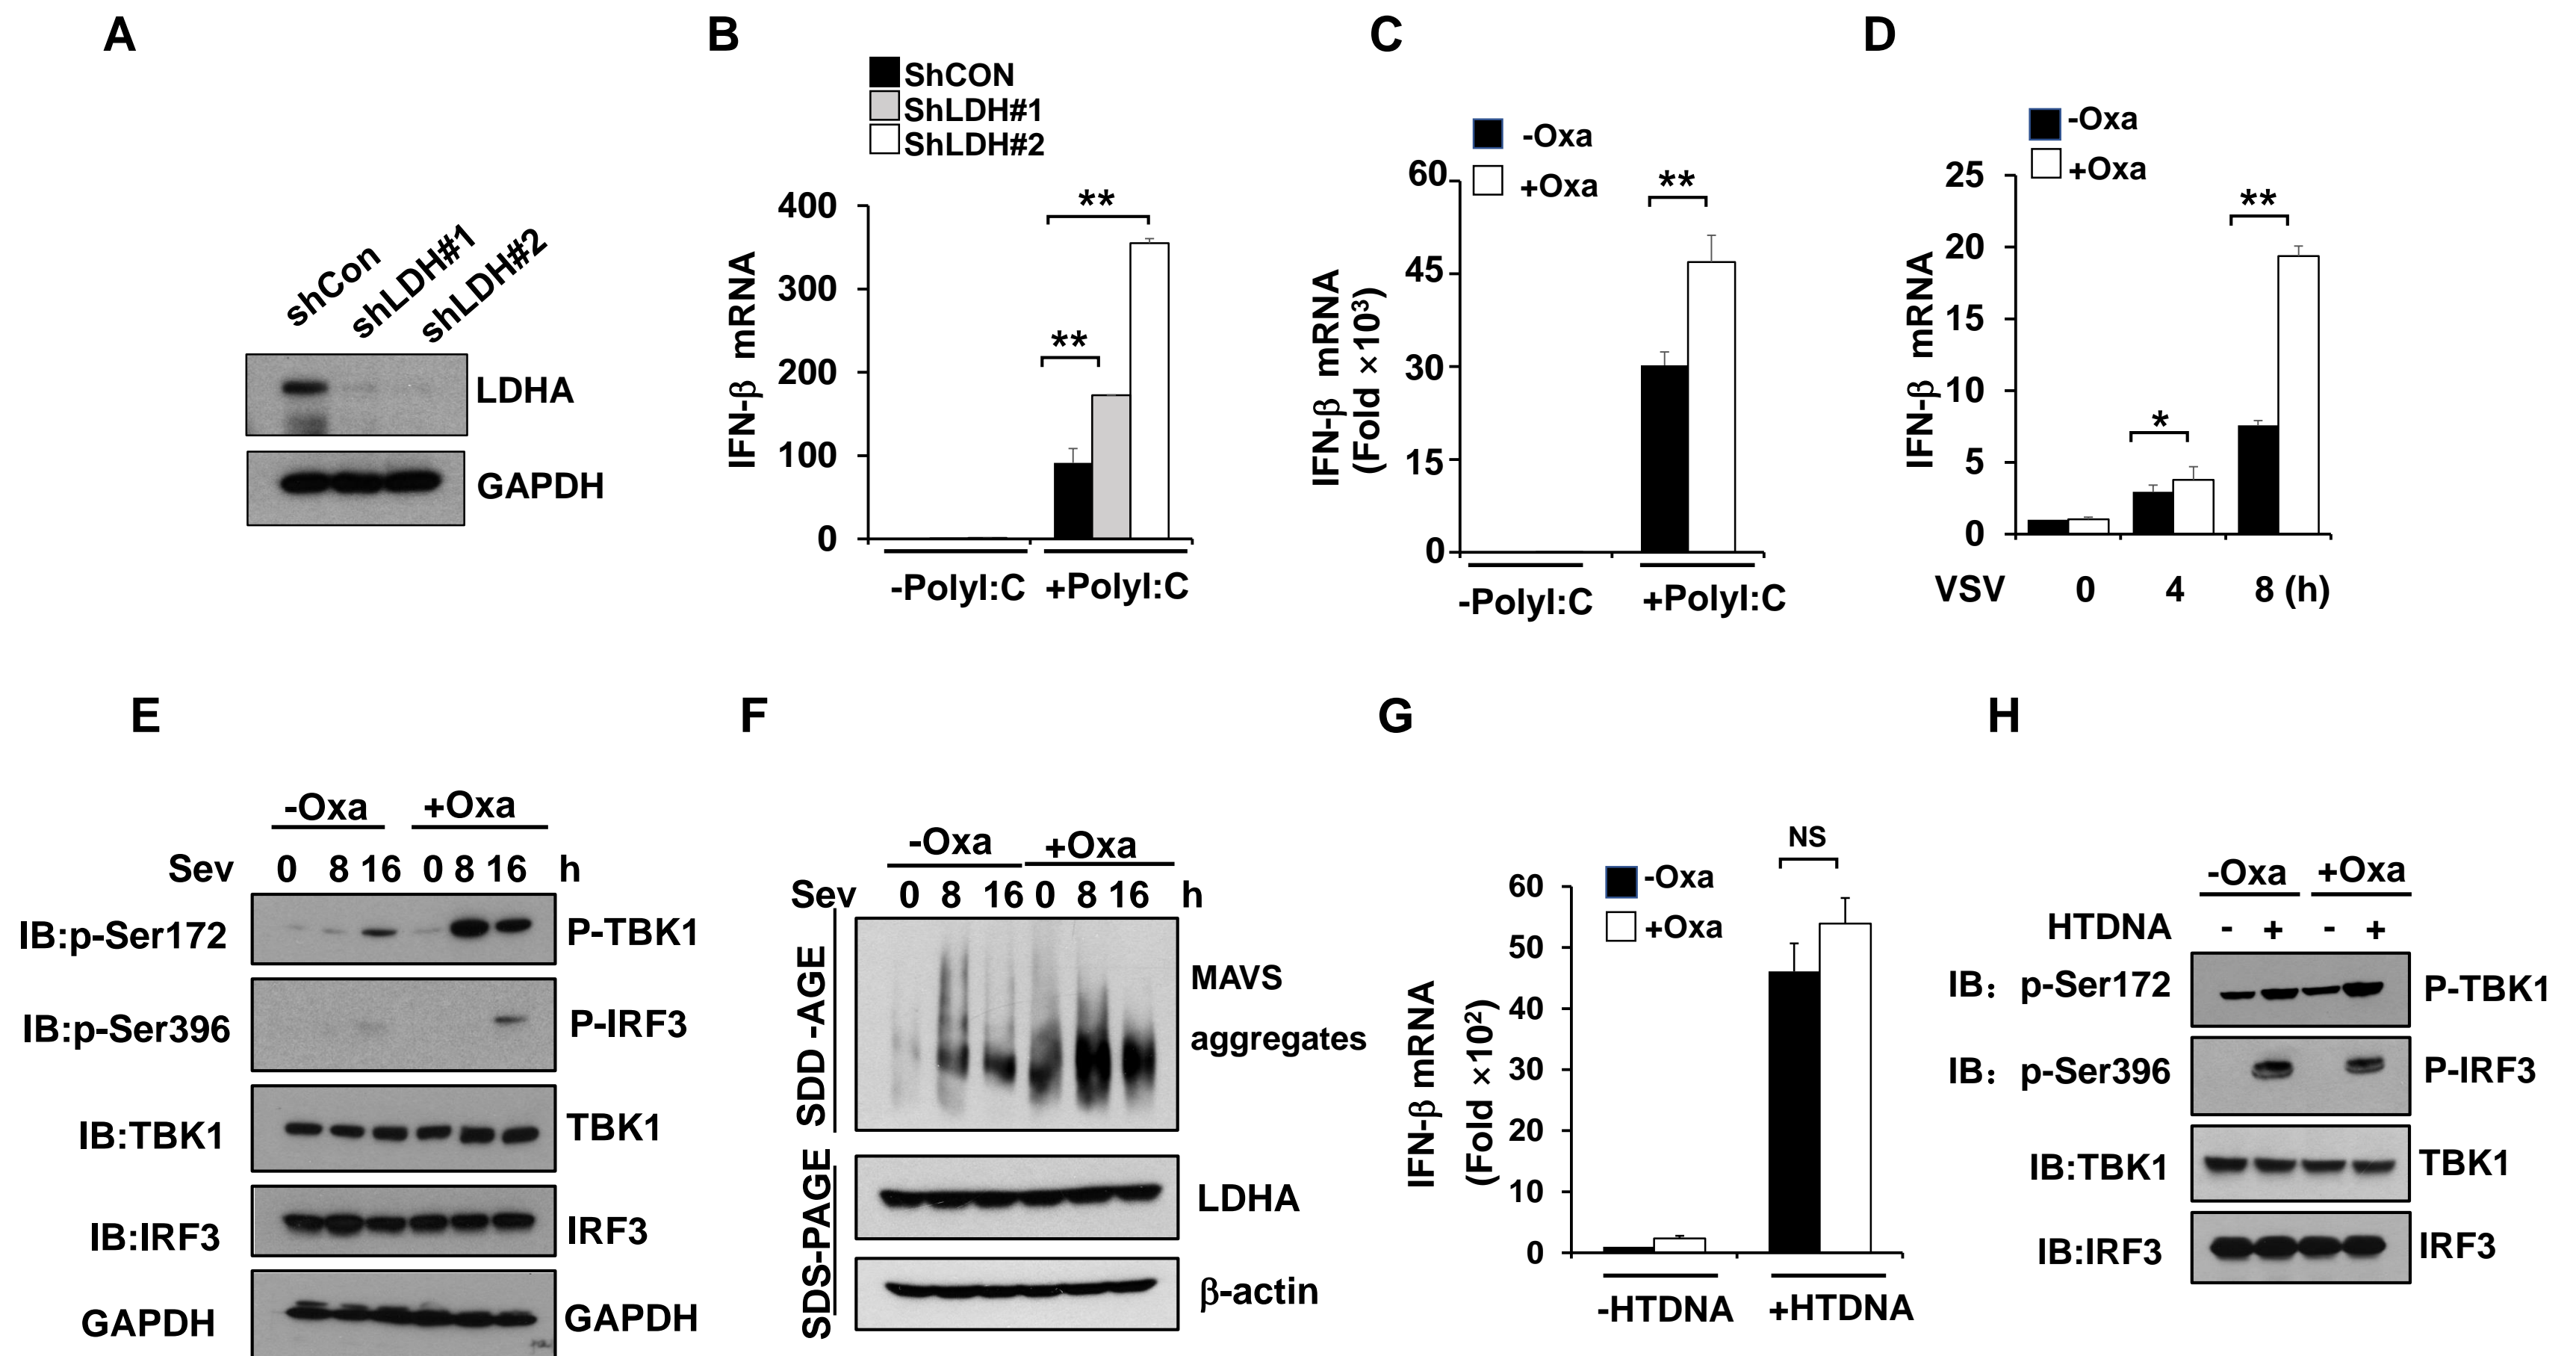 A
B
C
D
shCon
shLDH#1
shLDH#2
LDHA
GAPDH
ShCON
ShLDH#1
ShLDH#2
IFN-β mRNA
400
300
200
100
0
**
**
-PolyI:C
+PolyI:C
-Oxa
+Oxa
IFN-β mRNA
(Fold ×10³)
60
45
30
15
0
**
-PolyI:C
+PolyI:C
-Oxa
+Oxa
IFN-β mRNA
25
20
15
10
5
0
*
**
VSV 0 4 8 (h)
E
F
G
H
-Oxa +Oxa
Sev 0 8 16 0 8 16 h
IB:p-Ser172 P-TBK1
IB:p-Ser396 P-IRF3
IB:TBK1 TBK1
IB:IRF3 IRF3
GAPDH GAPDH
-Oxa +Oxa
Sev 0 8 16 0 8 16 h
SDD -AGE
MAVS
aggregates
SDS-PAGE
LDHA
β-actin
-Oxa
+Oxa
NS
IFN-β mRNA
(Fold ×10²)
60
50
40
30
20
10
0
-HTDNA
+HTDNA
-Oxa +Oxa
HTDNA - + - +
IB: p-Ser172 P-TBK1
IB: p-Ser396 P-IRF3
IB:TBK1 TBK1
IB:IRF3 IRF3